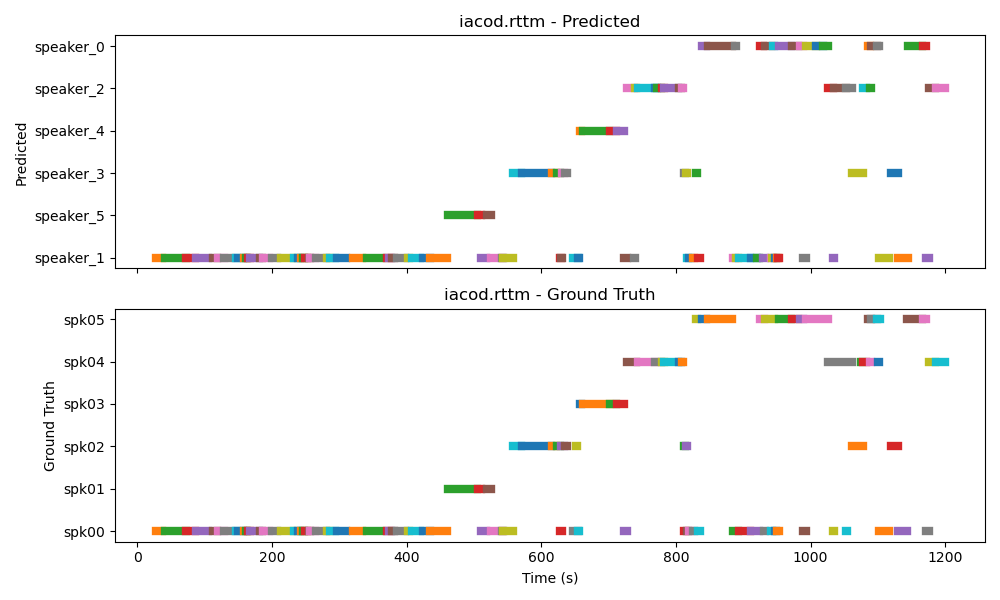 iacod.rttm - Predicted
speaker_0
speaker_2
speaker_4
speaker_3
speaker_5
speaker_1
Predicted
iacod.rttm - Ground Truth
spk05
spk04
spk03
spk02
spk01
spk00
Ground Truth
0 200 400 600 800 1000 1200
Time (s)